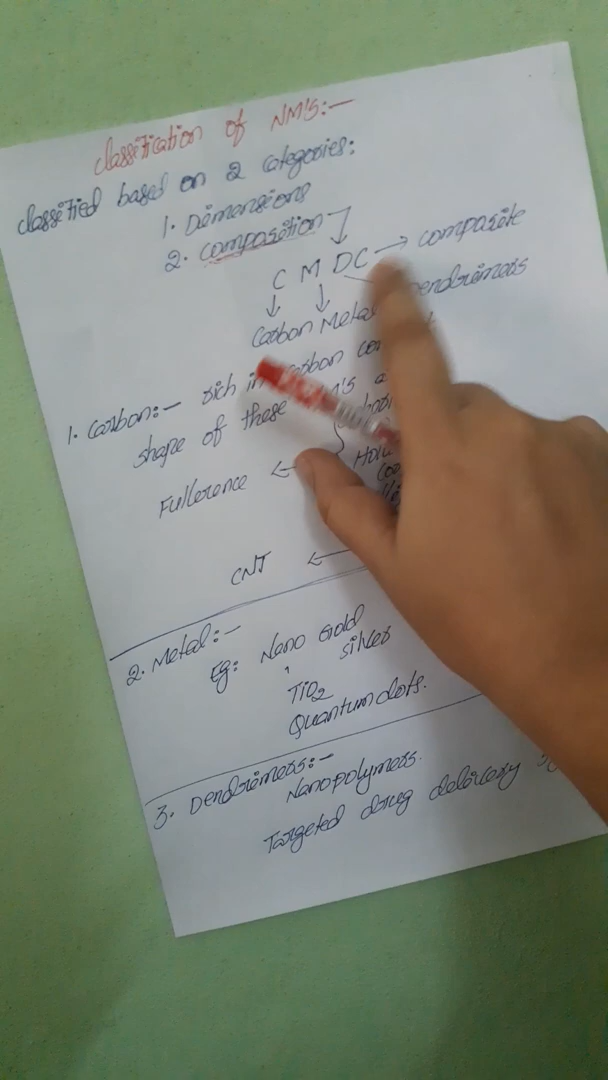 Classification of NM's:-
Classified based on 2 categories:
1. Dimensions
2. Composition
C M D C → composite
Carbon Metal Dendrimers
1. Carbon:- rich in carbon
shape of these
Fullerence ←
CNT ←
2. Metal:-
Eg: Nano Gold
, silver
TiO2
Quantum dots.
3. Dendrimers:-
Nanopolymers.
Targeted drug delivery